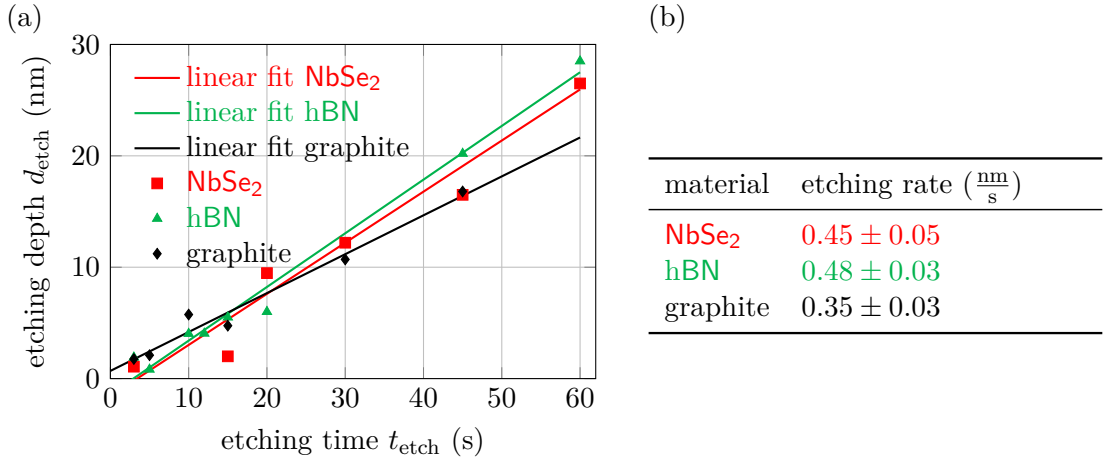 (a)
30
20
10
0
etching depth d_etch (nm)
linear fit NbSe₂
linear fit hBN
linear fit graphite
NbSe₂
hBN
graphite
0 10 20 30 40 50 60
etching time t_etch (s)
(b)
material etching rate (nm/s)
NbSe₂ 0.45 ± 0.05
hBN 0.48 ± 0.03
graphite 0.35 ± 0.03